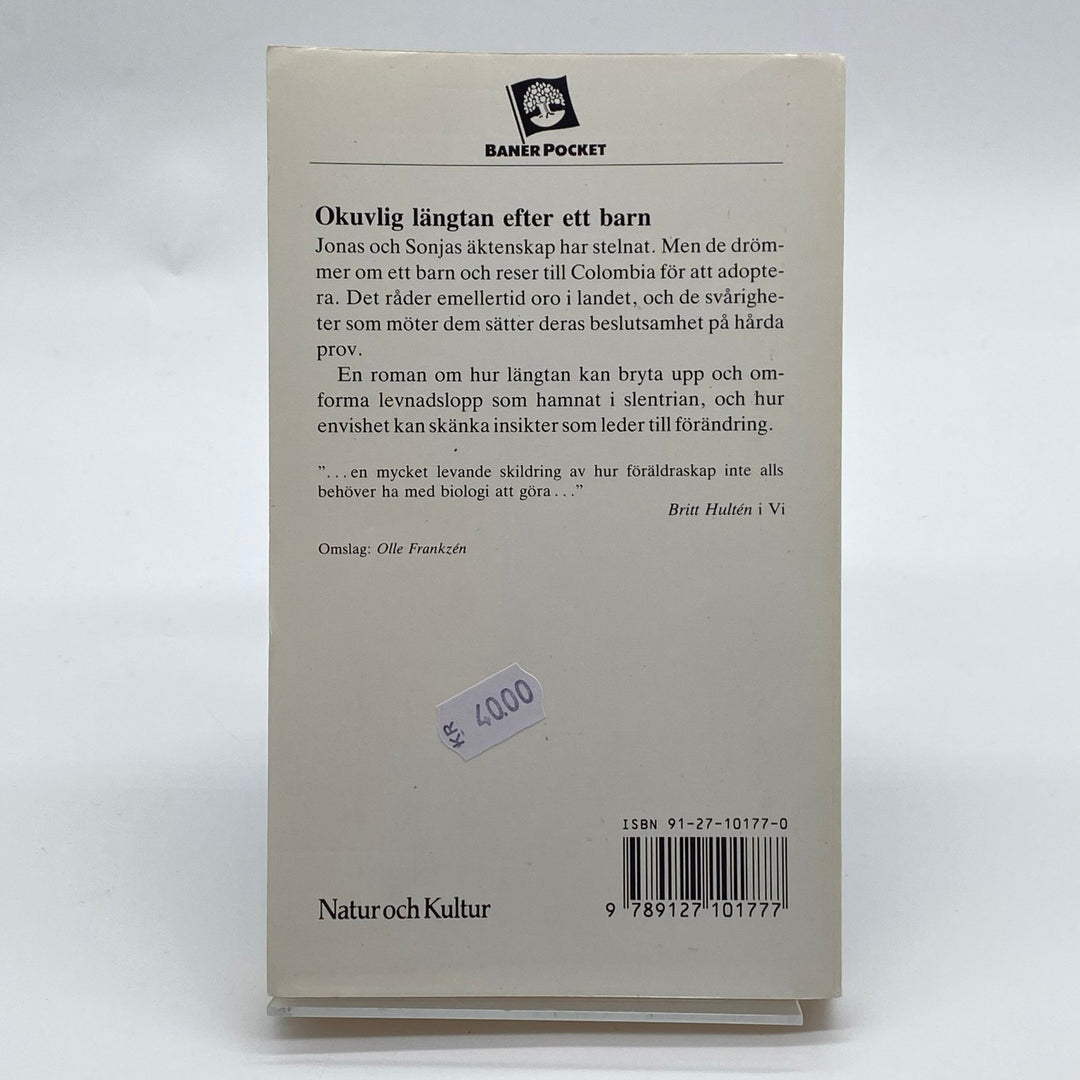 BANER POCKET
Okuvlig längtan efter ett barn
Jonas och Sonjas äktenskap har stelnat. Men de dröm-
mer om ett barn och reser till Colombia för att adopte-
ra. Det råder emellertid oro i landet, och de svårighe-
ter som möter dem sätter deras beslutsamhet på hårda
prov.
En roman om hur längtan kan bryta upp och om-
forma levnadslopp som hamnat i slentrian, och hur
envishet kan skänka insikter som leder till förändring.
”...en mycket levande skildring av hur föräldraskap inte alls
behöver ha med biologi att göra...”
Britt Hultén i Vi
Omslag: Olle Frankzén
KR 40.00
ISBN 91-27-10177-0
9 789127 101777
Natur och Kultur